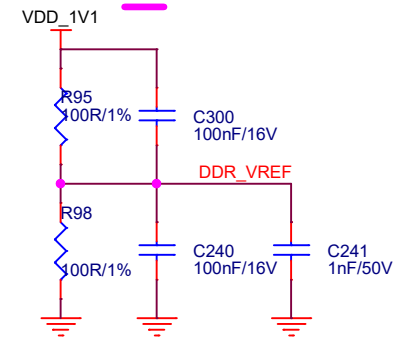 VDD_1V1
R95
100R/1%
C300
100nF/16V
DDR_VREF
R98
100R/1%
C240
100nF/16V
C241
1nF/50V